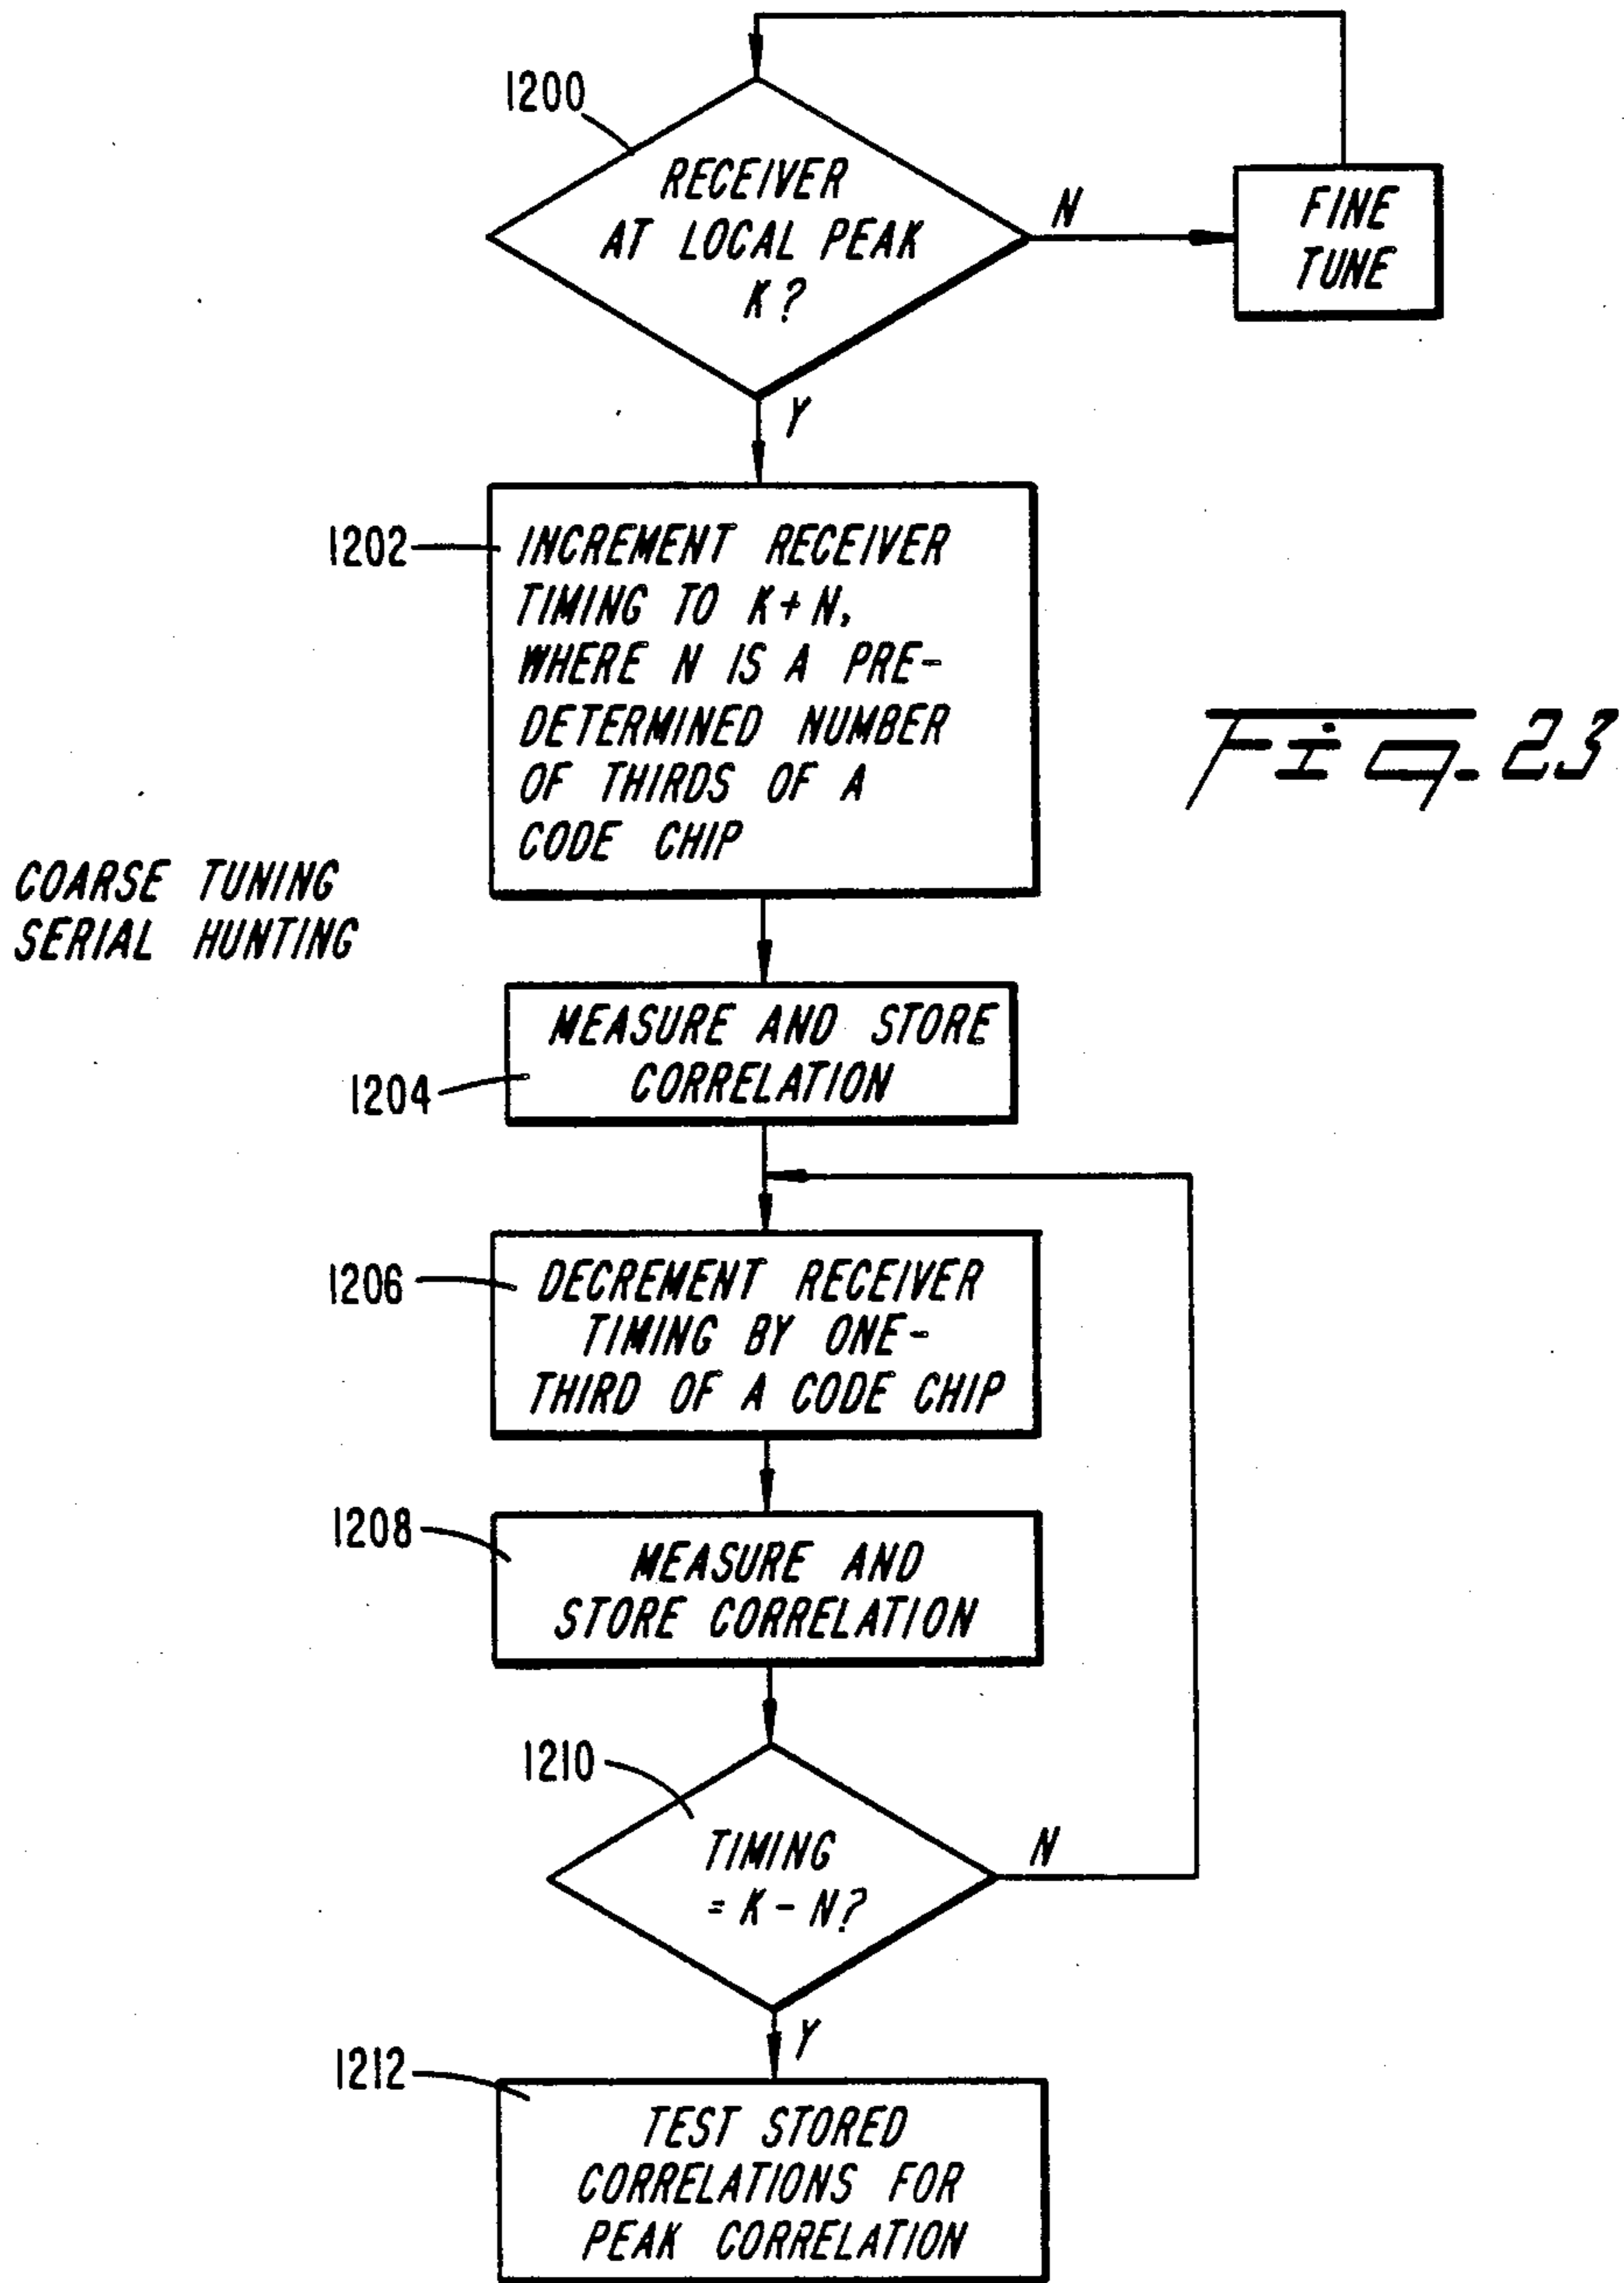 1200
RECEIVER
AT LOCAL PEAK
K?
N
FINE
TUNE
Y
1202
INCREMENT RECEIVER
TIMING TO K+N,
WHERE N IS A PRE-
DETERMINED NUMBER
OF THIRDS OF A
CODE CHIP
Fig. 23
COARSE TUNING
SERIAL HUNTING
MEASURE AND STORE
CORRELATION
1204
1206
DECREMENT RECEIVER
TIMING BY ONE-
THIRD OF A CODE CHIP
1208
MEASURE AND
STORE CORRELATION
1210
TIMING
= K - N?
N
Y
1212
TEST STORED
CORRELATIONS FOR
PEAK CORRELATION